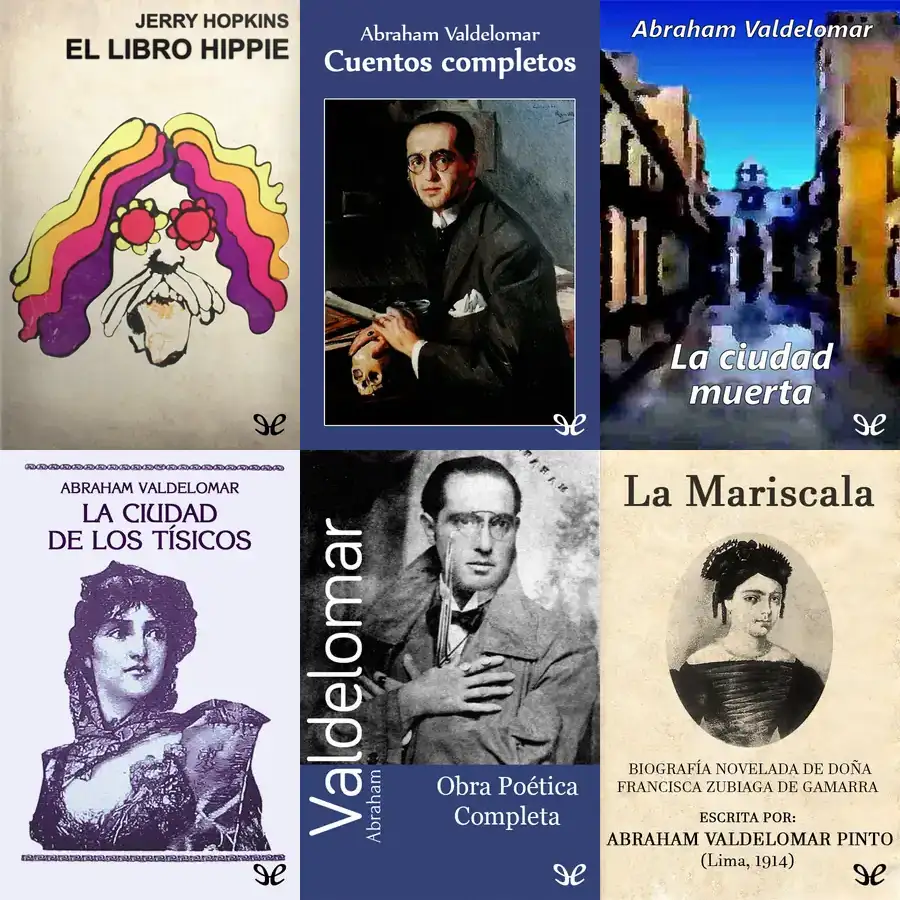 JERRY HOPKINS
EL LIBRO HIPPIE
Abraham Valdelomar
Cuentos completos
Abraham Valdelomar
La ciudad
muerta
ABRAHAM VALDELOMAR
LA CIUDAD
DE LOS TÍSICOS
Valdelomar
Abraham
Obra Poética
Completa
La Mariscala
BIOGRAFÍA NOVELADA DE DOÑA
FRANCISCA ZUBIAGA DE GAMARRA
ESCRITA POR:
ABRAHAM VALDELOMAR PINTO
(Lima, 1914)